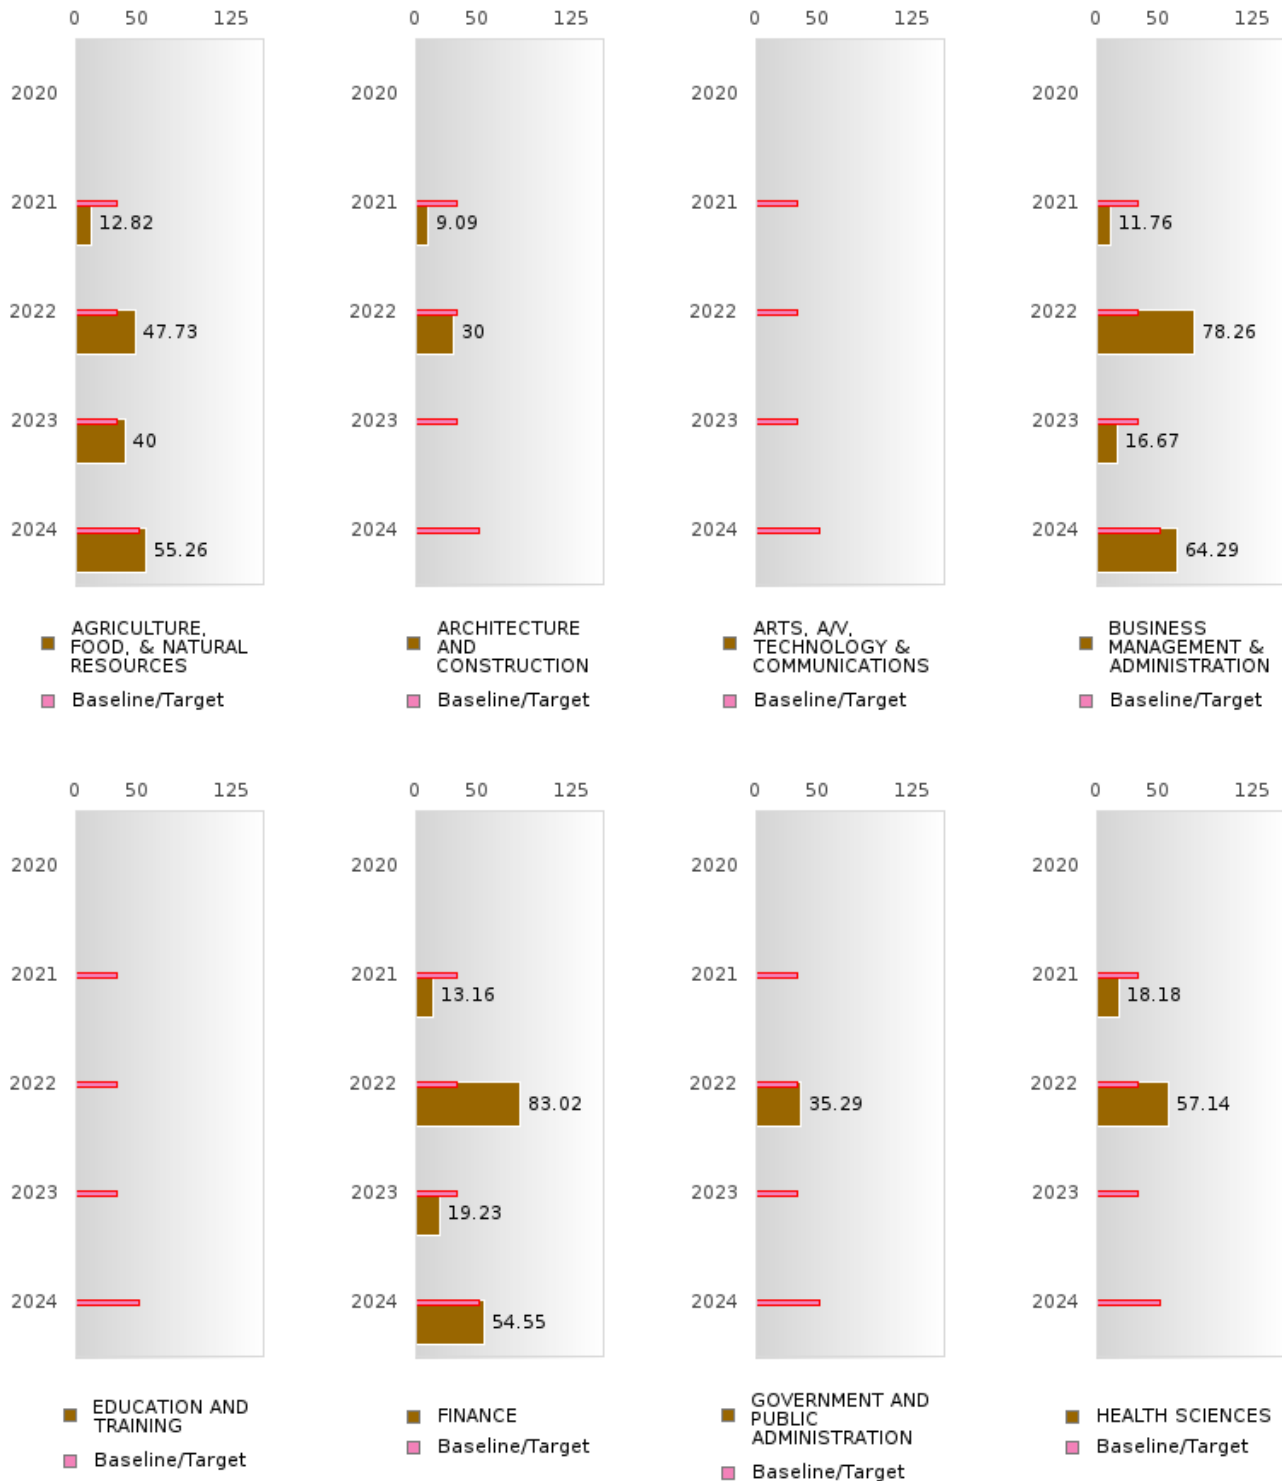 0 50 125 0 50 125 0 50 125 0 50 125
2020 2020 2020 2020
2021 2021 2021 2021
12.82 9.09 11.76
2022 2022 2022 2022
47.73 30 78.26
2023 2023 2023 2023
40 16.67
2024 2024 2024 2024
55.26 64.29
AGRICULTURE,
FOOD, & NATURAL
RESOURCES
Baseline/Target
ARCHITECTURE
AND
CONSTRUCTION
Baseline/Target
ARTS, A/V,
TECHNOLOGY &
COMMUNICATIONS
Baseline/Target
BUSINESS
MANAGEMENT &
ADMINISTRATION
Baseline/Target
0 50 125 0 50 125 0 50 125 0 50 125
2020 2020 2020 2020
2021 2021 2021 2021
13.16 18.18
2022 2022 2022 2022
83.02 35.29 57.14
2023 2023 2023 2023
19.23
2024 2024 2024 2024
54.55
EDUCATION AND
TRAINING
Baseline/Target
FINANCE
Baseline/Target
GOVERNMENT AND
PUBLIC
ADMINISTRATION
Baseline/Target
HEALTH SCIENCES
Baseline/Target